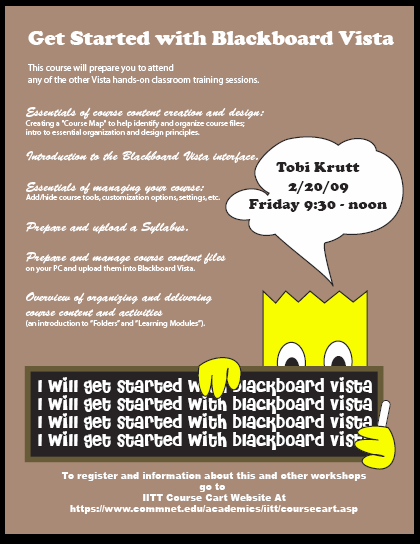 Get Started with Blackboard Vista
This course will prepare you to attend
any of the other Vista hands-on classroom training sessions.
Essentials of course content creation and design:
Creating a "Course Map" to help identify and organize course files;
intro to essential organization and design principles.
Introduction to the Blackboard Vista interface.
Essentials of managing your course:
Add/hide course tools, customization options, settings, etc.
Prepare and upload a Syllabus.
Prepare and manage course content files
on your PC and upload them into Blackboard Vista.
Overview of organizing and delivering
course content and activities
(an introduction to "Folders" and "Learning Modules").
Tobi Krutt
2/20/09
Friday 9:30 - noon
I will get started blackboard vista
I will get started with blackboard vista
I will get started with blackboard vista
I will get started with blackboard vista
To register and information about this and other workshops
go to
IITT Course Cart Website At
https://www.commnet.edu/academics/iitt/coursecart.asp